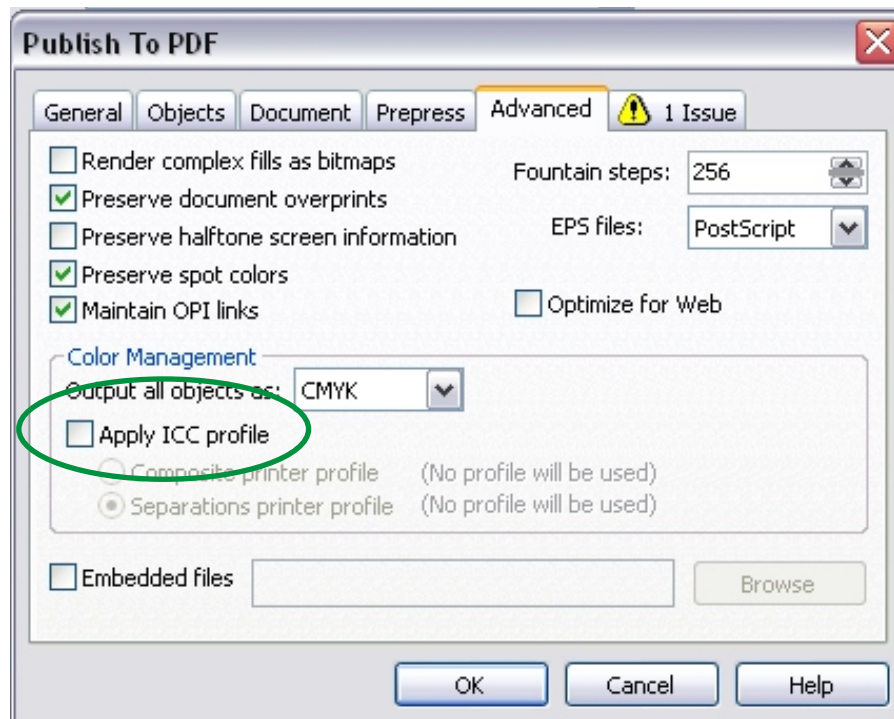 Publish To PDF
General Objects Document Prepress Advanced 1 Issue
Render complex fills as bitmaps
Fountain steps: 256
Preserve document overprints
EPS files: PostScript
Preserve halftone screen information
Preserve spot colors
Maintain OPI links
Optimize for Web
Color Management
Output all objects as: CMYK
Apply ICC profile
Composite printer profile (No profile will be used)
Separations printer profile (No profile will be used)
Embedded files Browse
OK Cancel Help